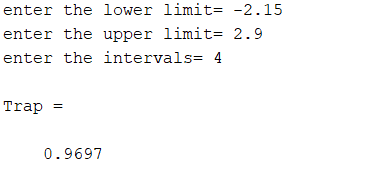 enter the lower limit= -2.15
enter the upper limit= 2.9
enter the intervals= 4
Trap =
0.9697